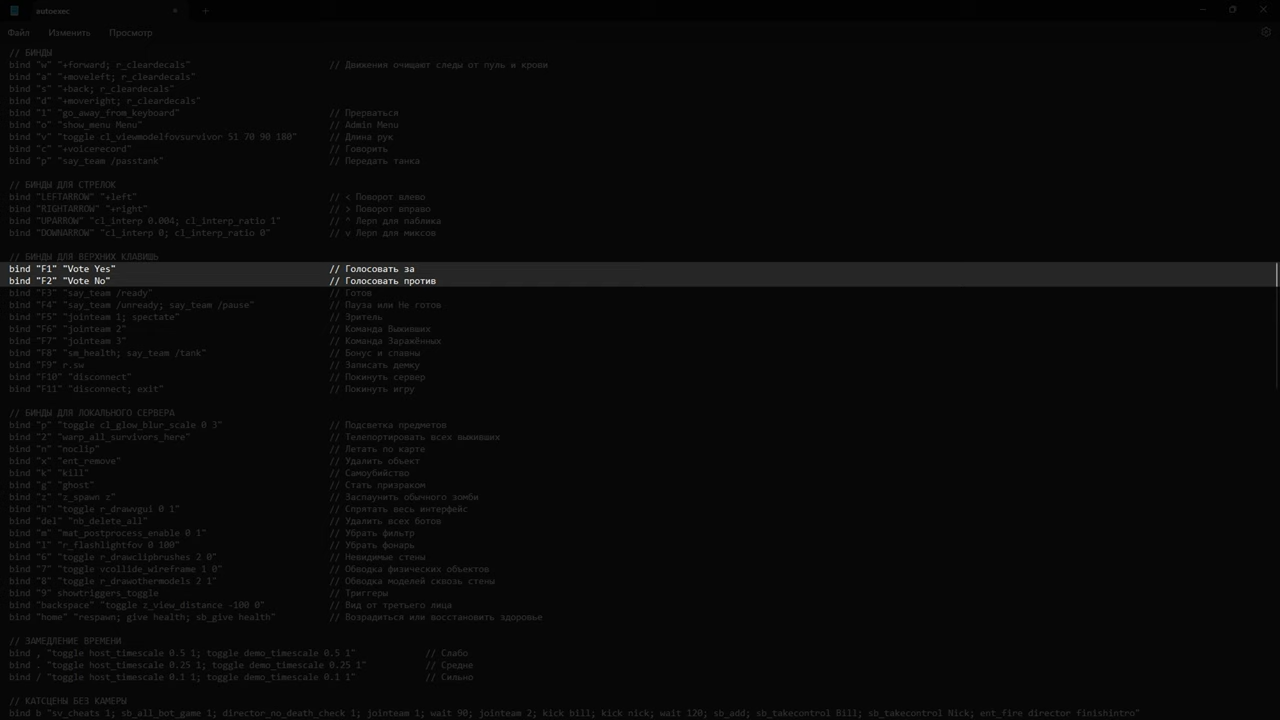 autoexec
Файл Изменить Просмотр
// БИНДЫ
bind "w" "+forward; r_cleardecals" // Движения очищают следы от пуль и крови
bind "a" "+moveleft; r_cleardecals"
bind "s" "+back; r_cleardecals"
bind "d" "+moveright; r_cleardecals"
bind "1" "go_away_from_keyboard" // Прерваться
bind "o" "show_menu Menu" // Admin Menu
bind "v" "toggle cl_viewmodelfovsurvivor 51 70 90 180" // Длина рук
bind "c" "+voicerecord" // Говорить
bind "p" "say_team /passtank" // Передать танка
// БИНДЫ ДЛЯ СТРЕЛОК
bind "LEFTARROW" "+left" // < Поворот влево
bind "RIGHTARROW" "+right" // > Поворот вправо
bind "UPARROW" "cl_interp 0.004; cl_interp_ratio 1" // ^ Лерп для паблика
bind "DOWNARROW" "cl_interp 0; cl_interp_ratio 0" // v Лерп для миксов
// БИНДЫ ДЛЯ ВЕРХНИХ КЛАВИШЬ
bind "F1" "Vote Yes" // Голосовать за
bind "F2" "Vote No" // Голосовать против
bind "F3" "say_team /ready" // Готов
bind "F4" "say_team /unready; say_team /pause" // Пауза или Не готов
bind "F5" "jointeam 1; spectate" // Зритель
bind "F6" "jointeam 2" // Команда Выживших
bind "F7" "jointeam 3" // Команда Заражённых
bind "F8" "sm_health; say_team /tank" // Бонус и спавны
bind "F9" r.sw // Записать демку
bind "F10" "disconnect" // Покинуть сервер
bind "F11" "disconnect; exit" // Покинуть игру
// БИНДЫ ДЛЯ ЛОКАЛЬНОГО СЕРВЕРА
bind "p" "toggle cl_glow_blur_scale 0 3" // Подсветка предметов
bind "2" "warp_all_survivors_here" // Телепортировать всех выживших
bind "n" "noclip" // Летать по карте
bind "x" "ent_remove" // Удалить объект
bind "k" "kill" // Самоубийство
bind "g" "ghost" // Стать призраком
bind "z" "z_spawn z" // Заспаунить обычного зомби
bind "h" "toggle r_drawvgui 0 1" // Спрятать весь интерфейс
bind "del" "nb_delete_all" // Удалить всех ботов
bind "m" "mat_postprocess_enable 0 1" // Убрать фильтр
bind "l" "r_flashlightfov 0 100" // Убрать фонарь
bind "6" "toggle r_drawclipbrushes 2 0" // Невидимые стены
bind "7" "toggle vcollide_wireframe 1 0" // Обводка физических объектов
bind "8" "toggle r_drawothermodels 2 1" // Обводка моделей сквозь стены
bind "9" showtriggers_toggle // Триггеры
bind "backspace" "toggle z_view_distance -100 0" // Вид от третьего лица
bind "home" "respawn; give health; sb_give health" // Возрадиться или восстановить здоровье
// ЗАМЕДЛЕНИЕ ВРЕМЕНИ
bind , "toggle host_timescale 0.5 1; toggle demo_timescale 0.5 1" // Слабо
bind . "toggle host_timescale 0.25 1; toggle demo_timescale 0.25 1" // Средне
bind / "toggle host_timescale 0.1 1; toggle demo_timescale 0.1 1" // Сильно
// КАТСЦЕНЫ БЕЗ КАМЕРЫ
bind b "sv_cheats 1; sb_all_bot_game 1; director_no_death_check 1; jointeam 1; wait 90; jointeam 2; kick bill; kick nick; wait 120; sb_add; sb_takecontrol Bill; sb_takecontrol Nick; ent_fire director finishintro"